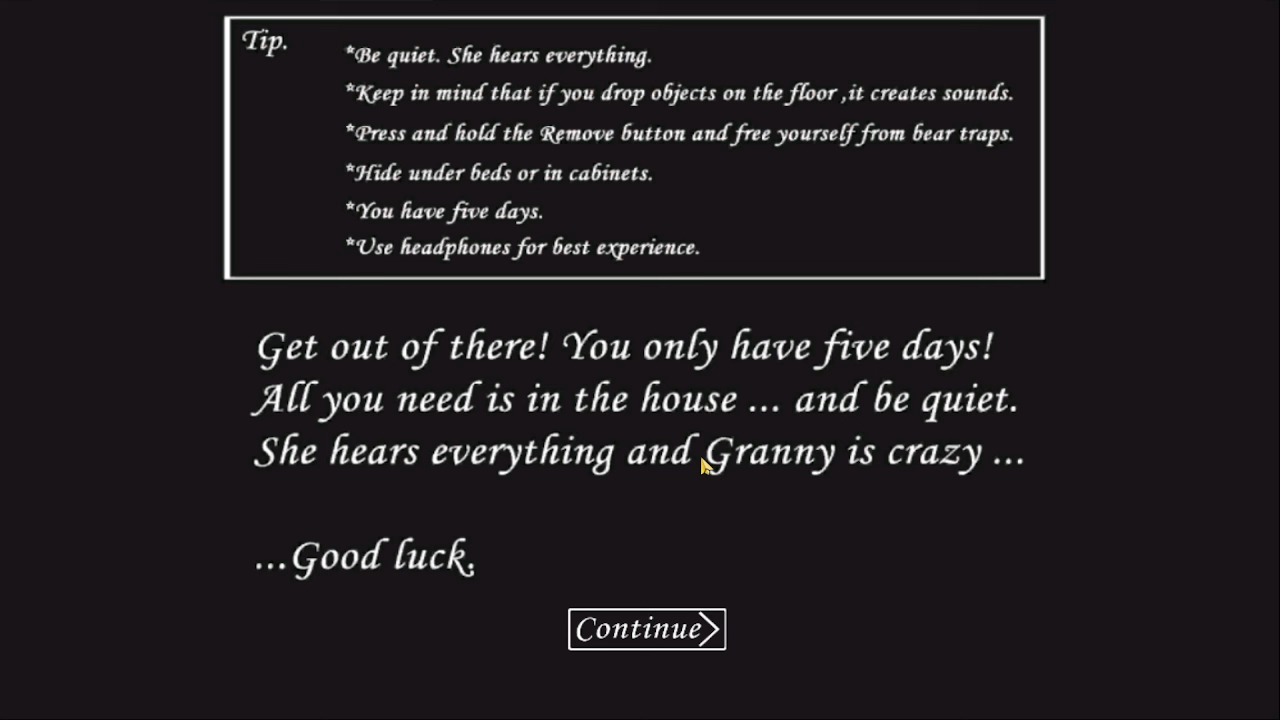 Tip.
*Be quiet. She hears everything.
*Keep in mind that if you drop objects on the floor ,it creates sounds.
*Press and hold the Remove button and free yourself from bear traps.
*Hide under beds or in cabinets.
*You have five days.
*Use headphones for best experience.
Get out of there! You only have five days!
All you need is in the house ... and be quiet.
She hears everything and Granny is crazy ...
...Good luck.
Continue